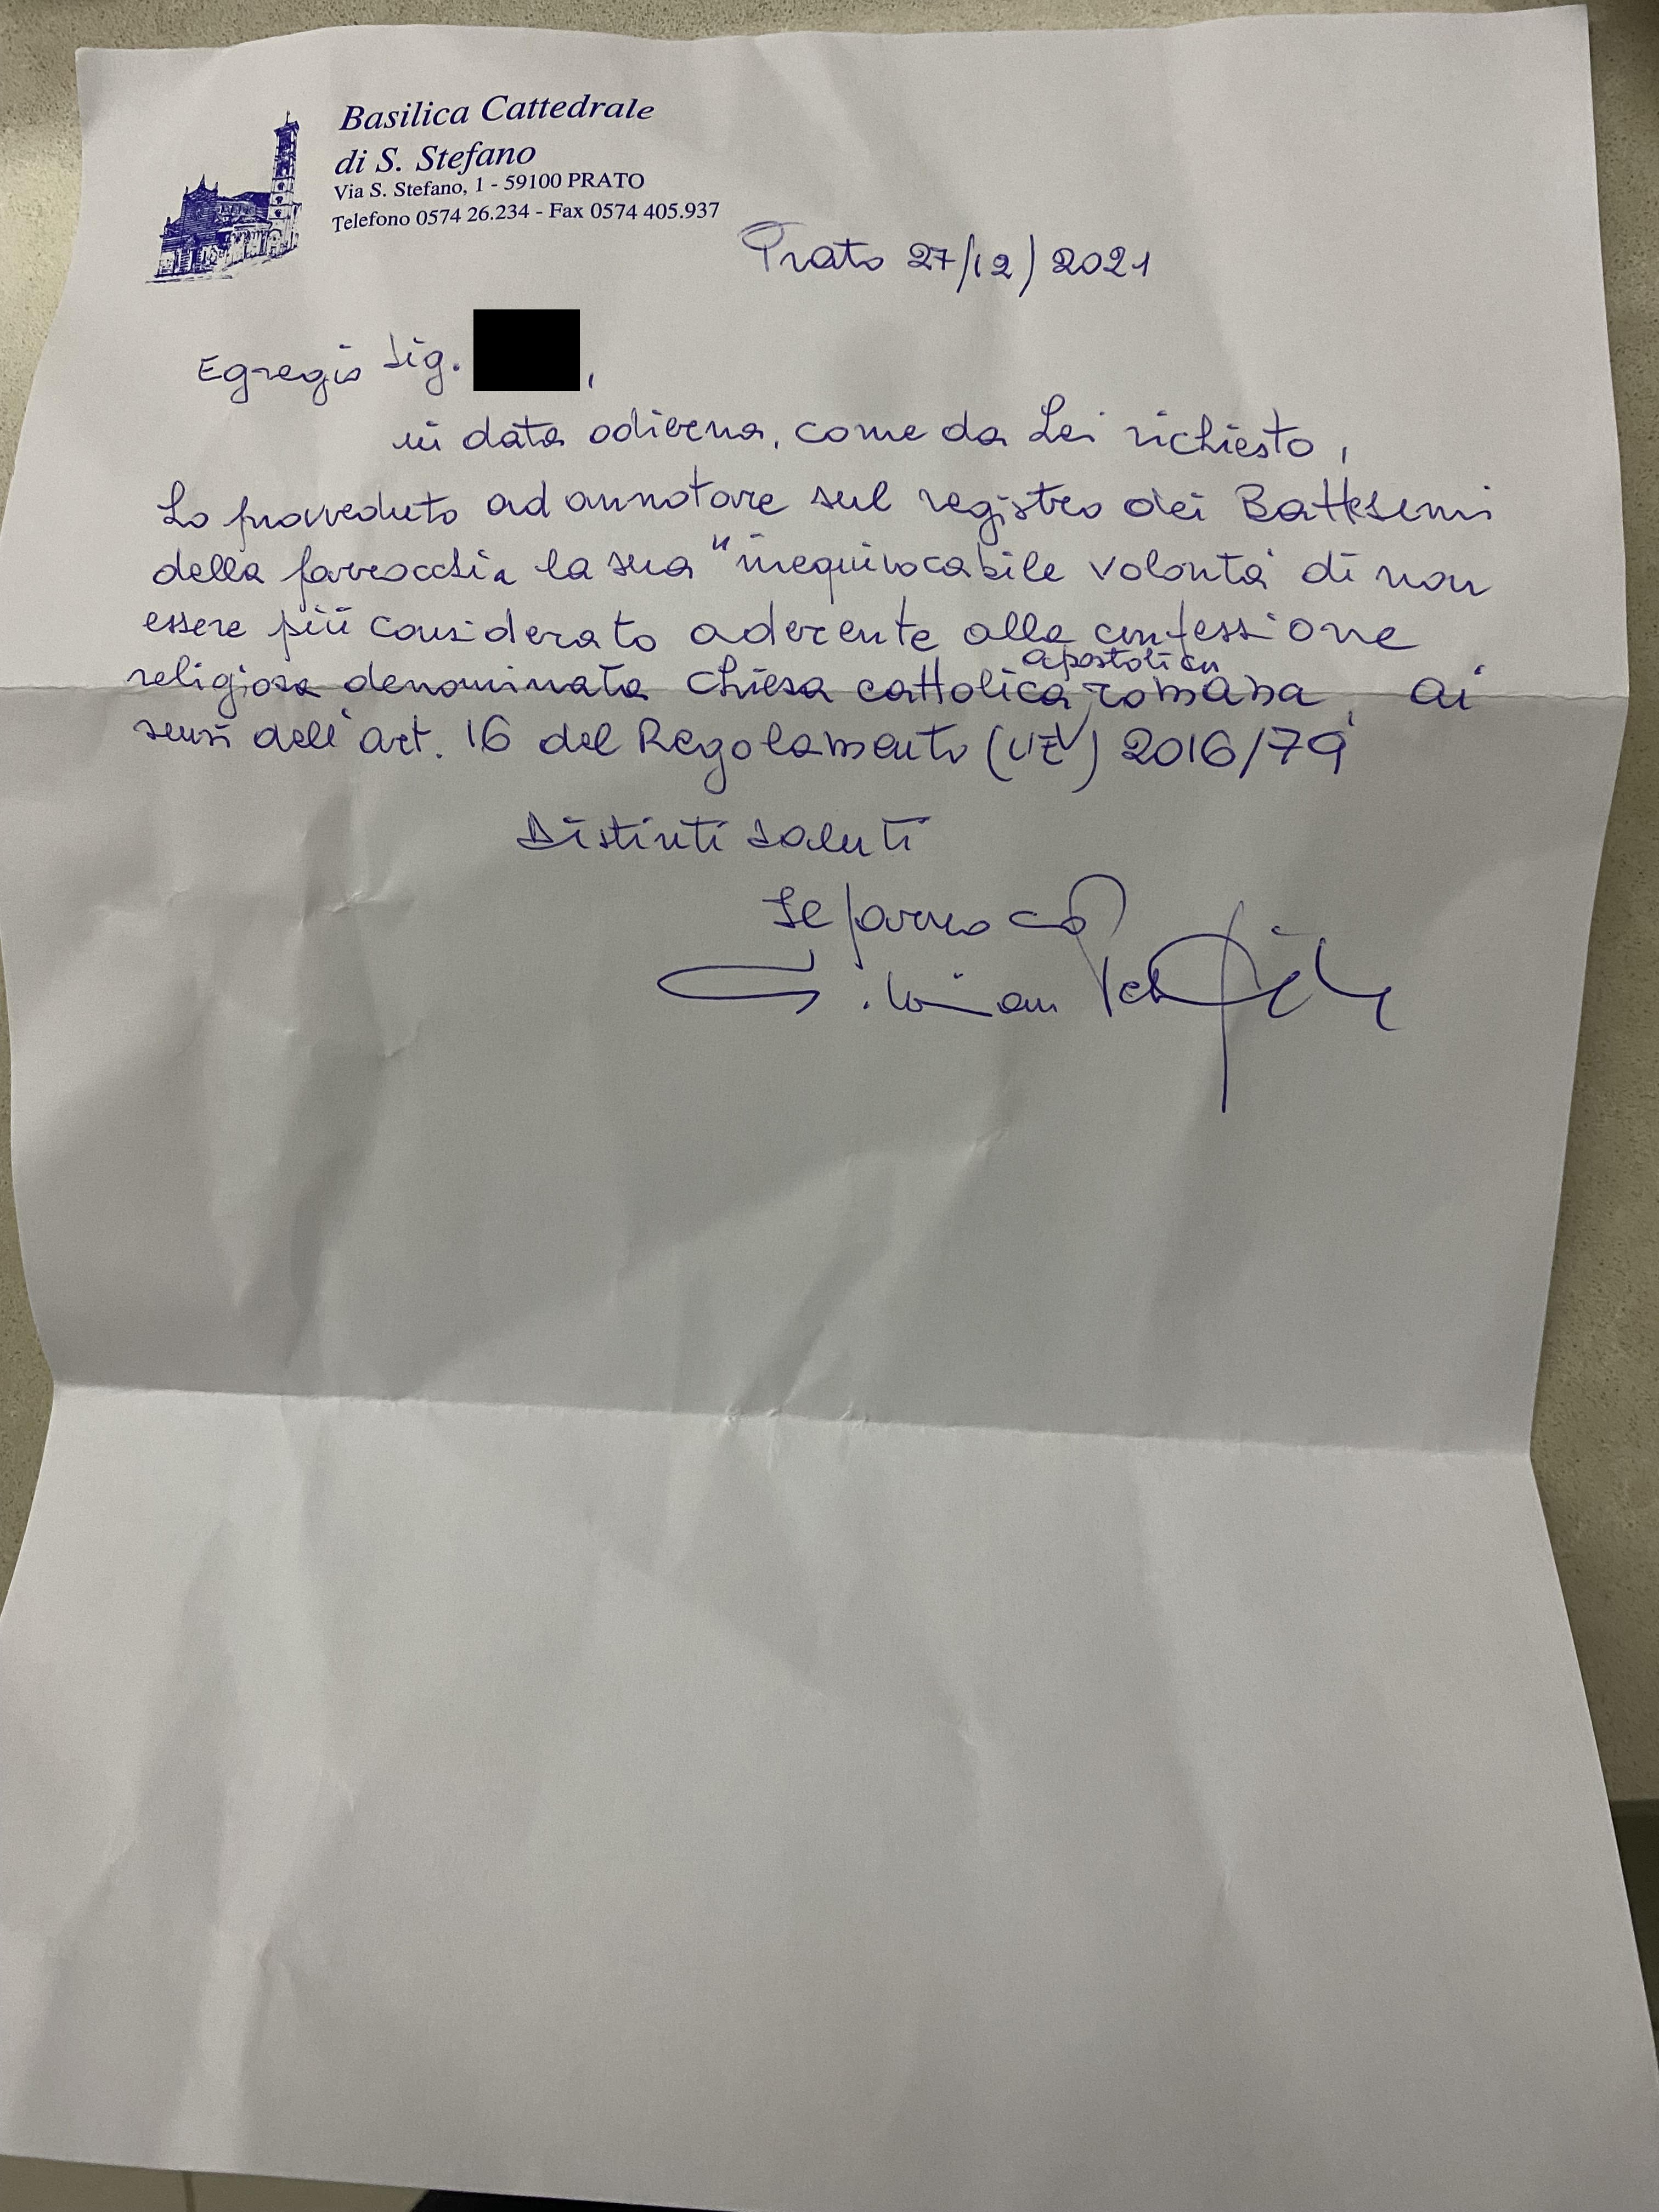 Basilica Cattedrale
di S. Stefano
Via S. Stefano, 1 - 59100 PRATO
Telefono 0574 26.234 - Fax 0574 405.937
Prato 27/12/2021
Egregio Sig. ,
in data odierna, come da Lei richiesto,
ho provveduto ad annotare sul registro dei Battesimi
della parrocchia la sua "inequivocabile volontà di non
essere più considerato aderente alla confessione
religiosa denominata Chiesa cattolica apostolica romana, ai
sensi dell'art. 16 del Regolamento (UE) 2016/79
Distinti saluti
Il parroco